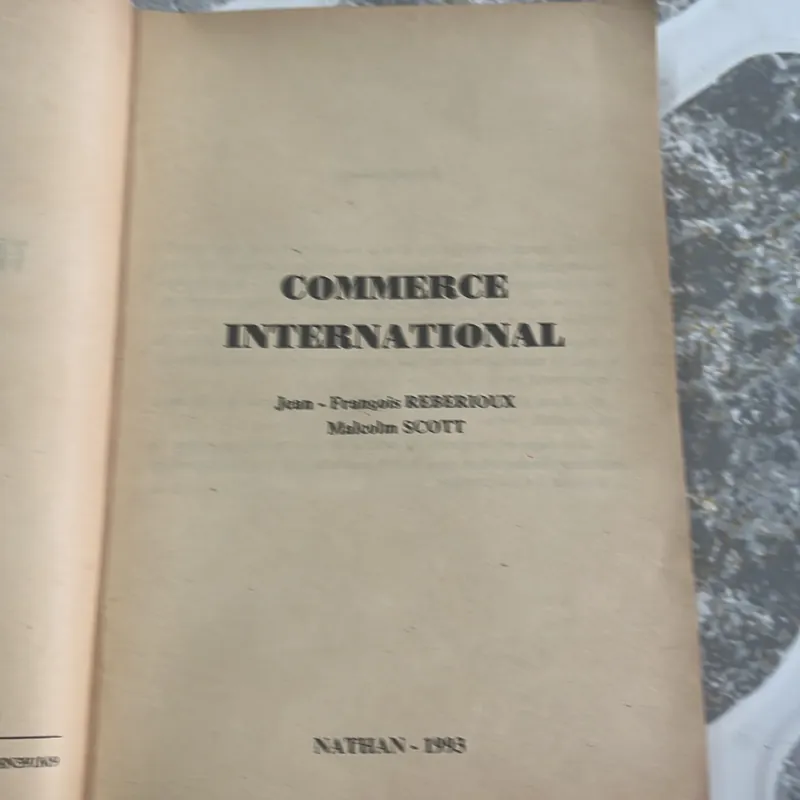 COMMERCE
INTERNATIONAL
Jean - François REBERIOUX
Malcolm SCOTT
NATHAN - 1993